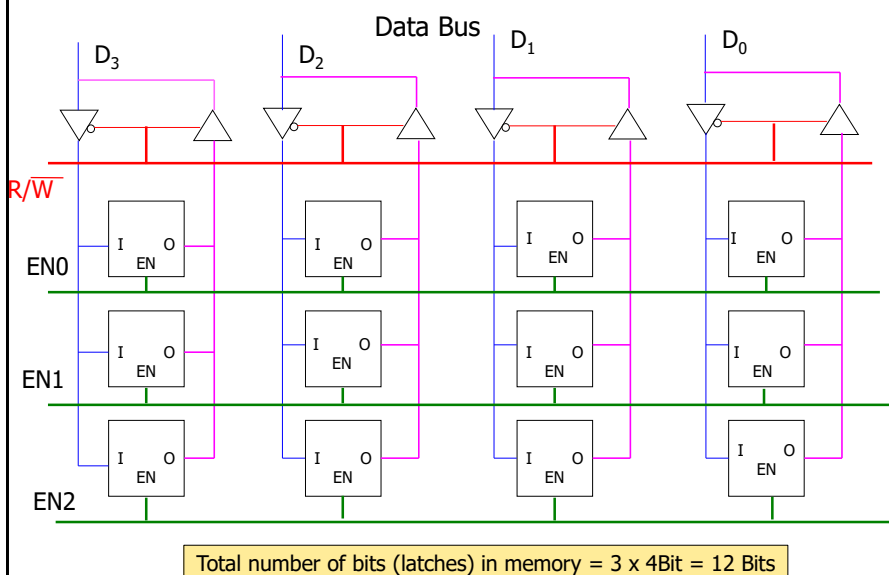 Data Bus
D₃ D₂ D₁ D₀
R/W̅
I O I O I O I O
EN EN EN EN
EN0
I O I O I O I O
EN EN EN EN
EN1
I O I O I O I O
EN EN EN EN
EN2
Total number of bits (latches) in memory = 3 x 4Bit = 12 Bits